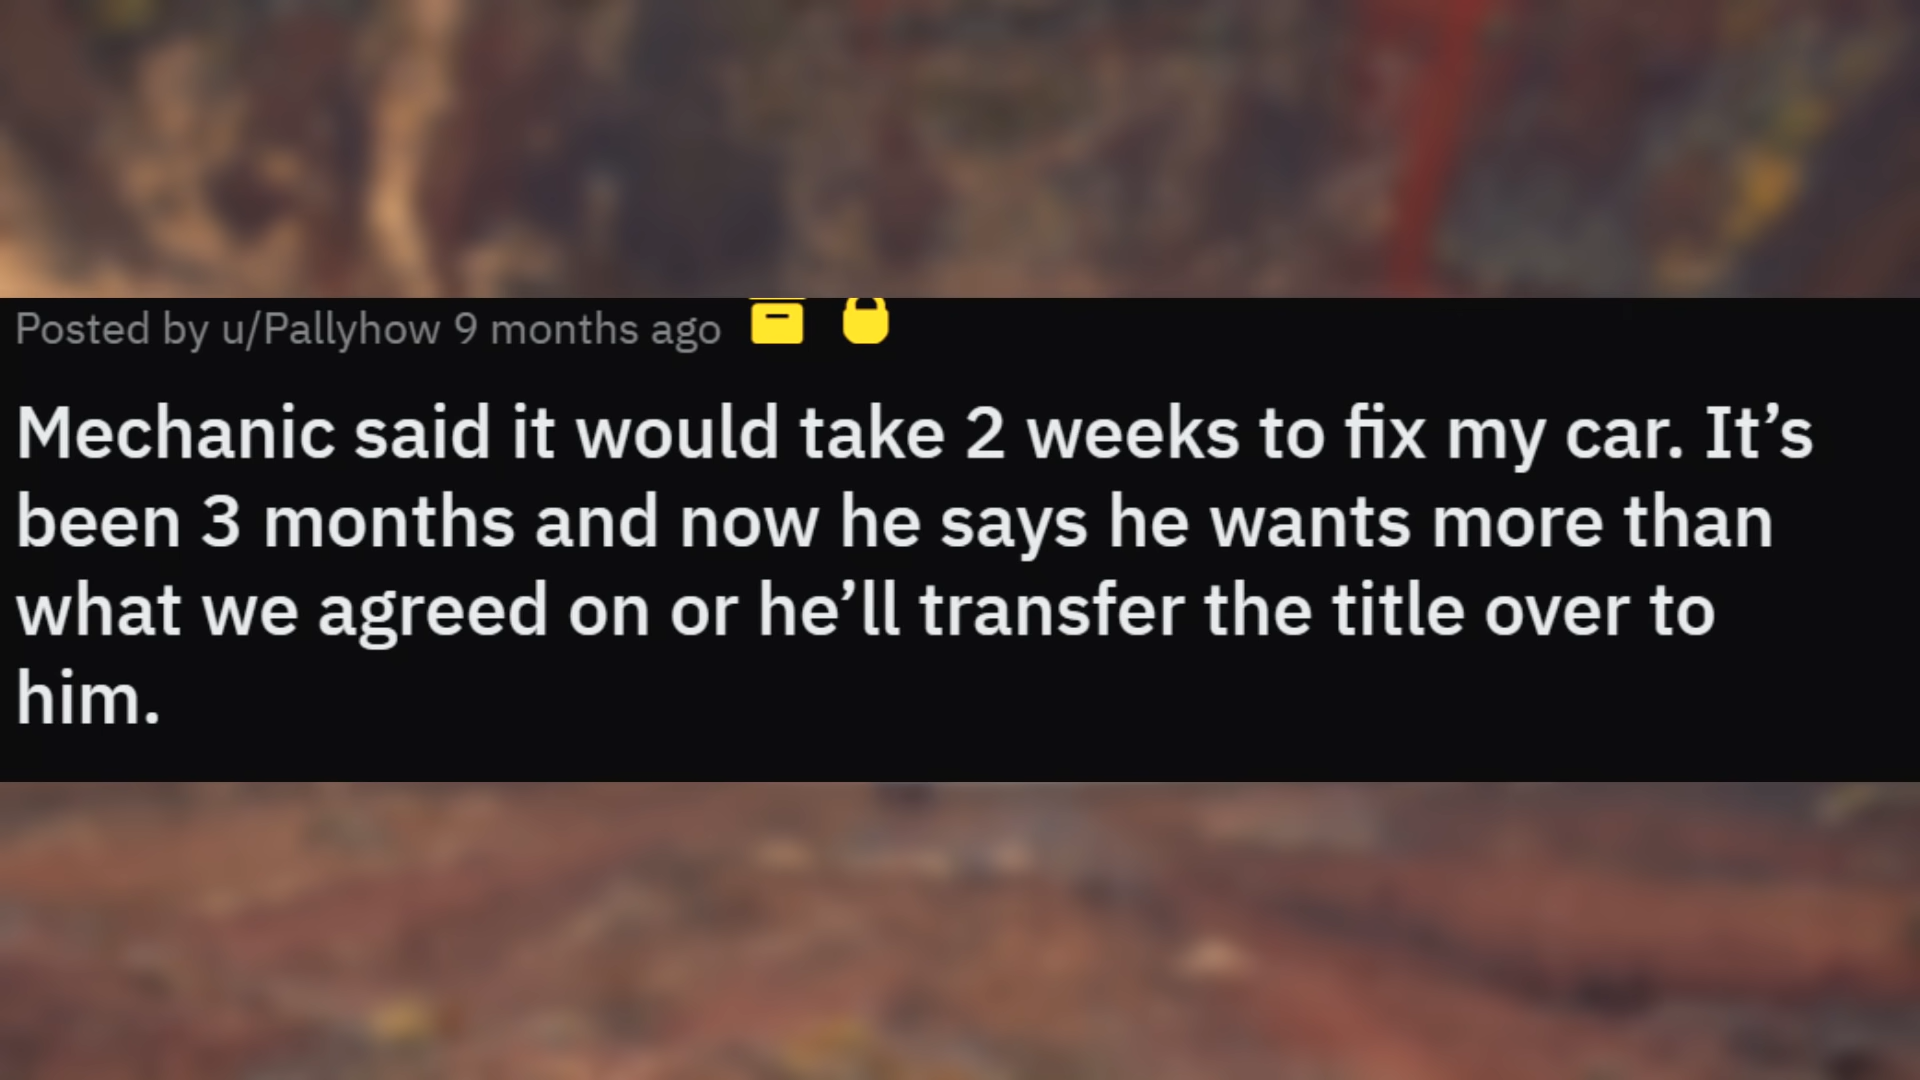 Posted by u/Pallyhow 9 months ago
Mechanic said it would take 2 weeks to fix my car. It’s
been 3 months and now he says he wants more than
what we agreed on or he’ll transfer the title over to
him.